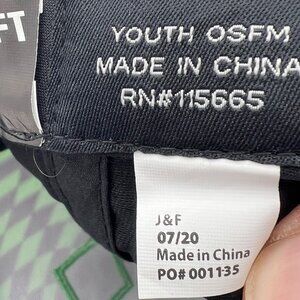 FT
YOUTH OSFM
MADE IN CHINA
RN#115665
J&F
07/20
Made in China
PO# 001135